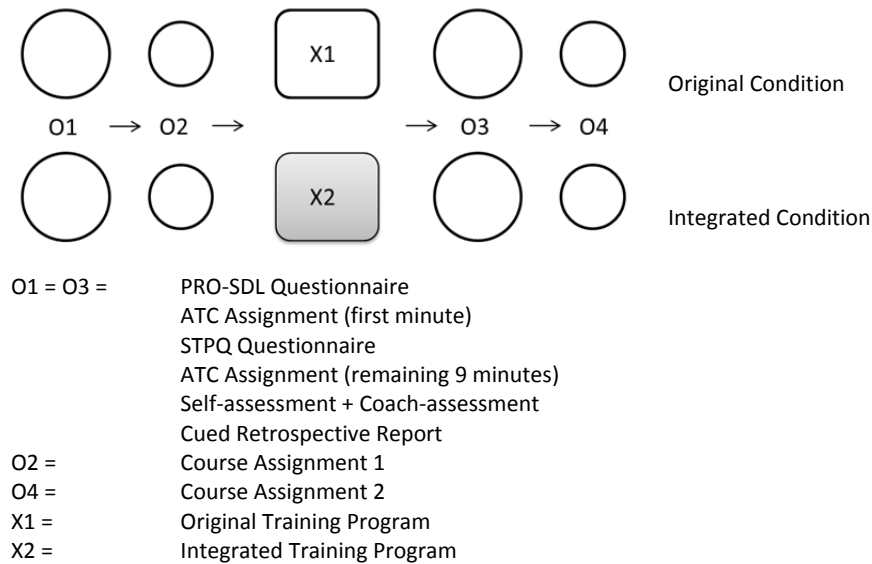 X1
Original Condition
O1 → O2 → → O3 → O4
X2
Integrated Condition
O1 = O3 = PRO-SDL Questionnaire
ATC Assignment (first minute)
STPQ Questionnaire
ATC Assignment (remaining 9 minutes)
Self-assessment + Coach-assessment
Cued Retrospective Report
O2 = Course Assignment 1
O4 = Course Assignment 2
X1 = Original Training Program
X2 = Integrated Training Program